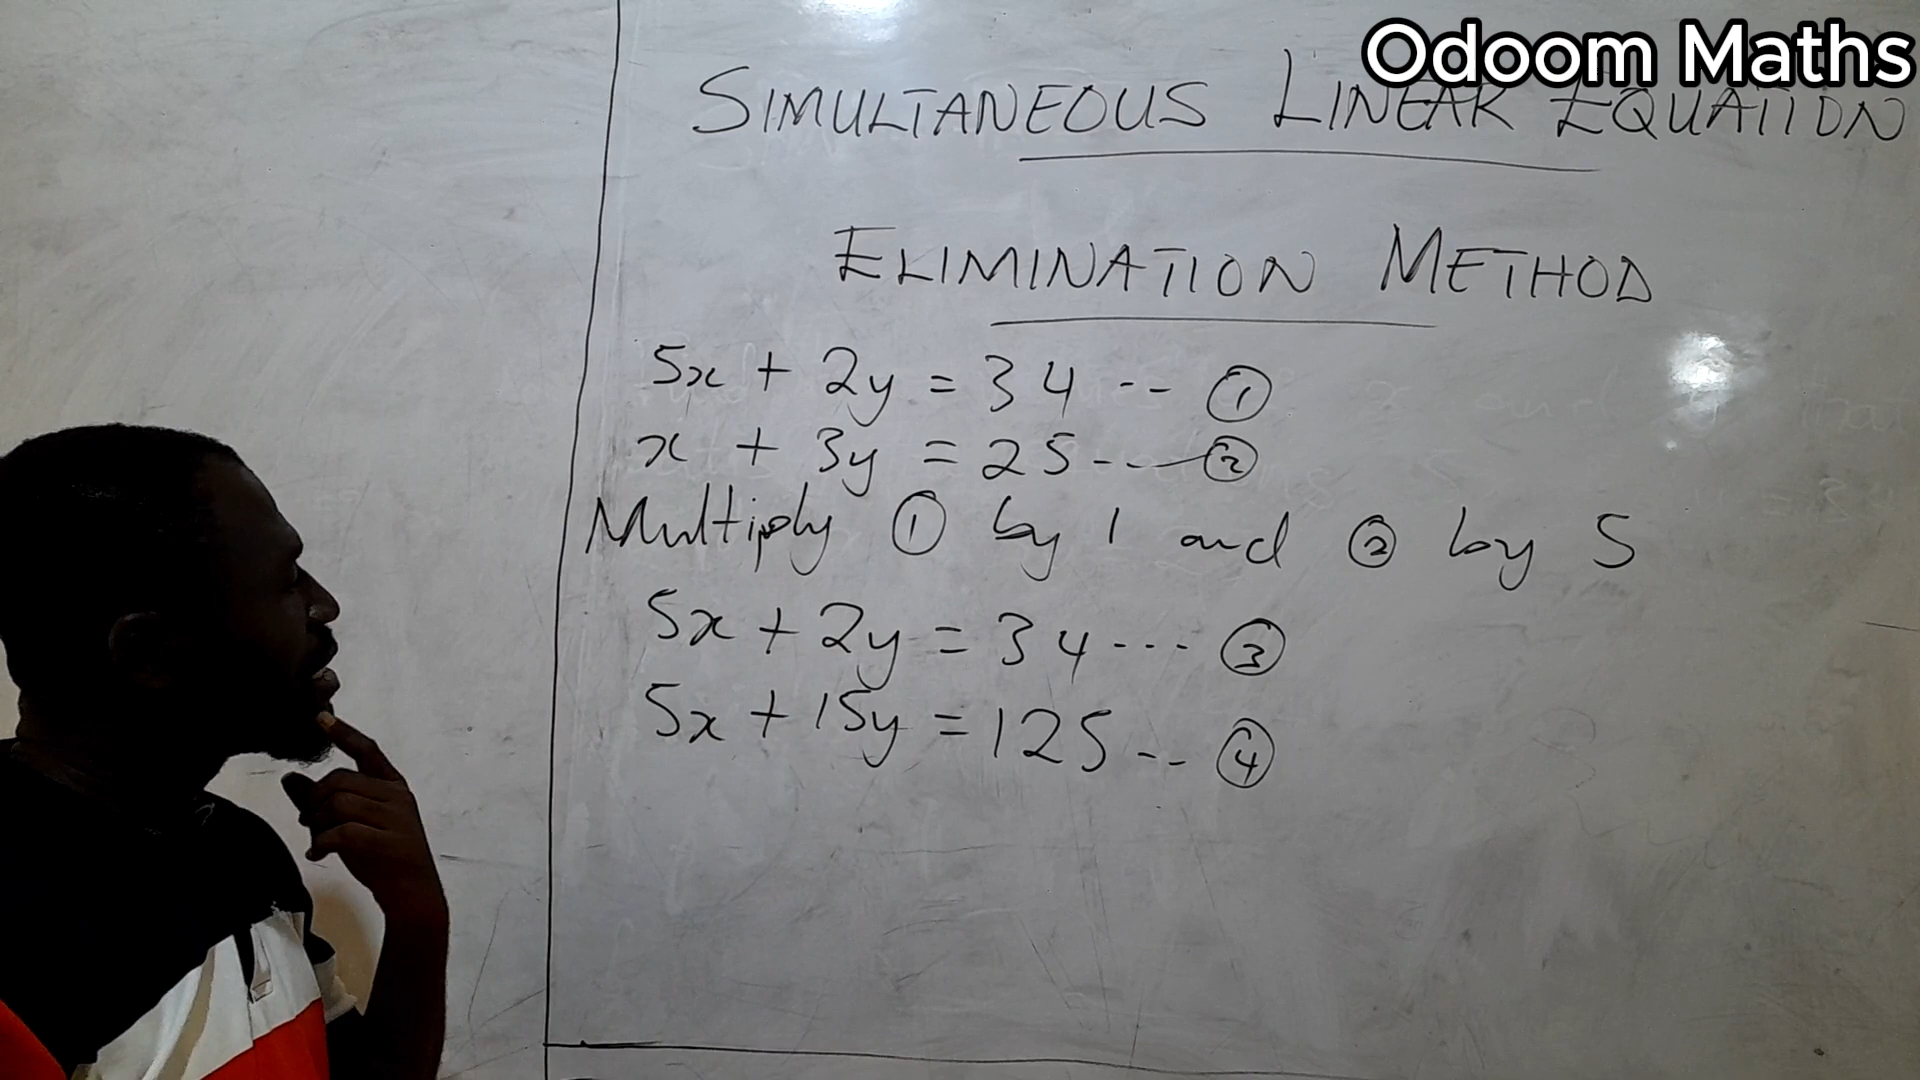 Odoom Maths
SIMULTANEOUS LINEAR EQUATION
ELIMINATION METHOD
5x + 2y = 34 -- ①
x + 3y = 25 --- ②
Multiply ① by 1 and ② by 5
5x + 2y = 34 --- ③
5x + 15y = 125 -- ④